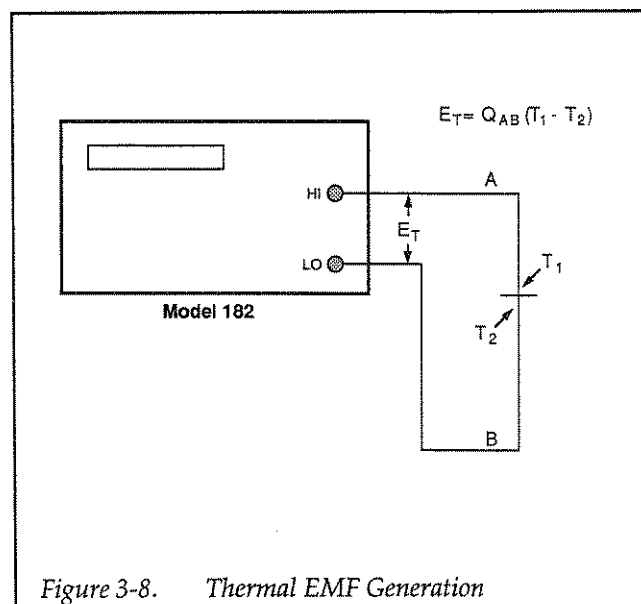 E_T = Q_AB (T_1 - T_2)
A
HI
E_T
LO
T_1
Model 182
T_2
B
Figure 3-8. Thermal EMF Generation